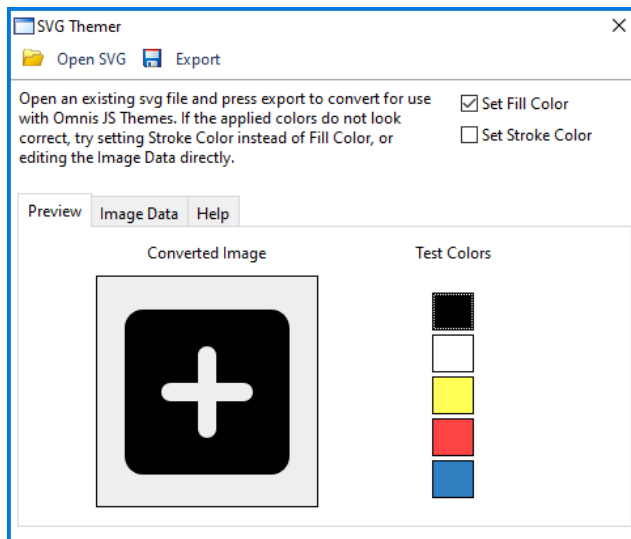 SVG Themer
Open SVG Export
Open an existing svg file and press export to convert for use
with Omnis JS Themes. If the applied colors do not look
correct, try setting Stroke Color instead of Fill Color, or
editing the Image Data directly.
Set Fill Color
Set Stroke Color
Preview Image Data Help
Converted Image
Test Colors